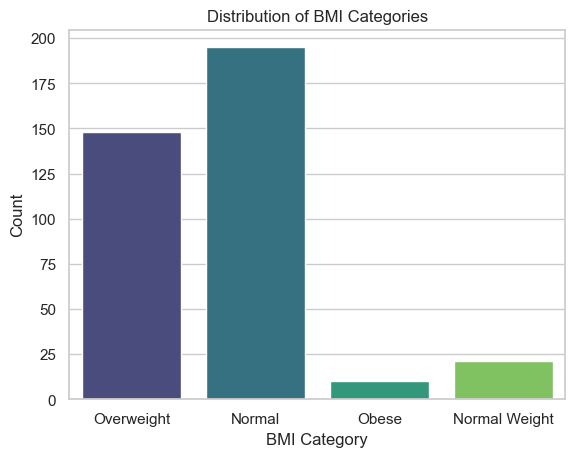 Distribution of BMI Categories
200
175
150
125
100
75
50
25
0
Count
Overweight
Normal
Obese
Normal Weight
BMI Category